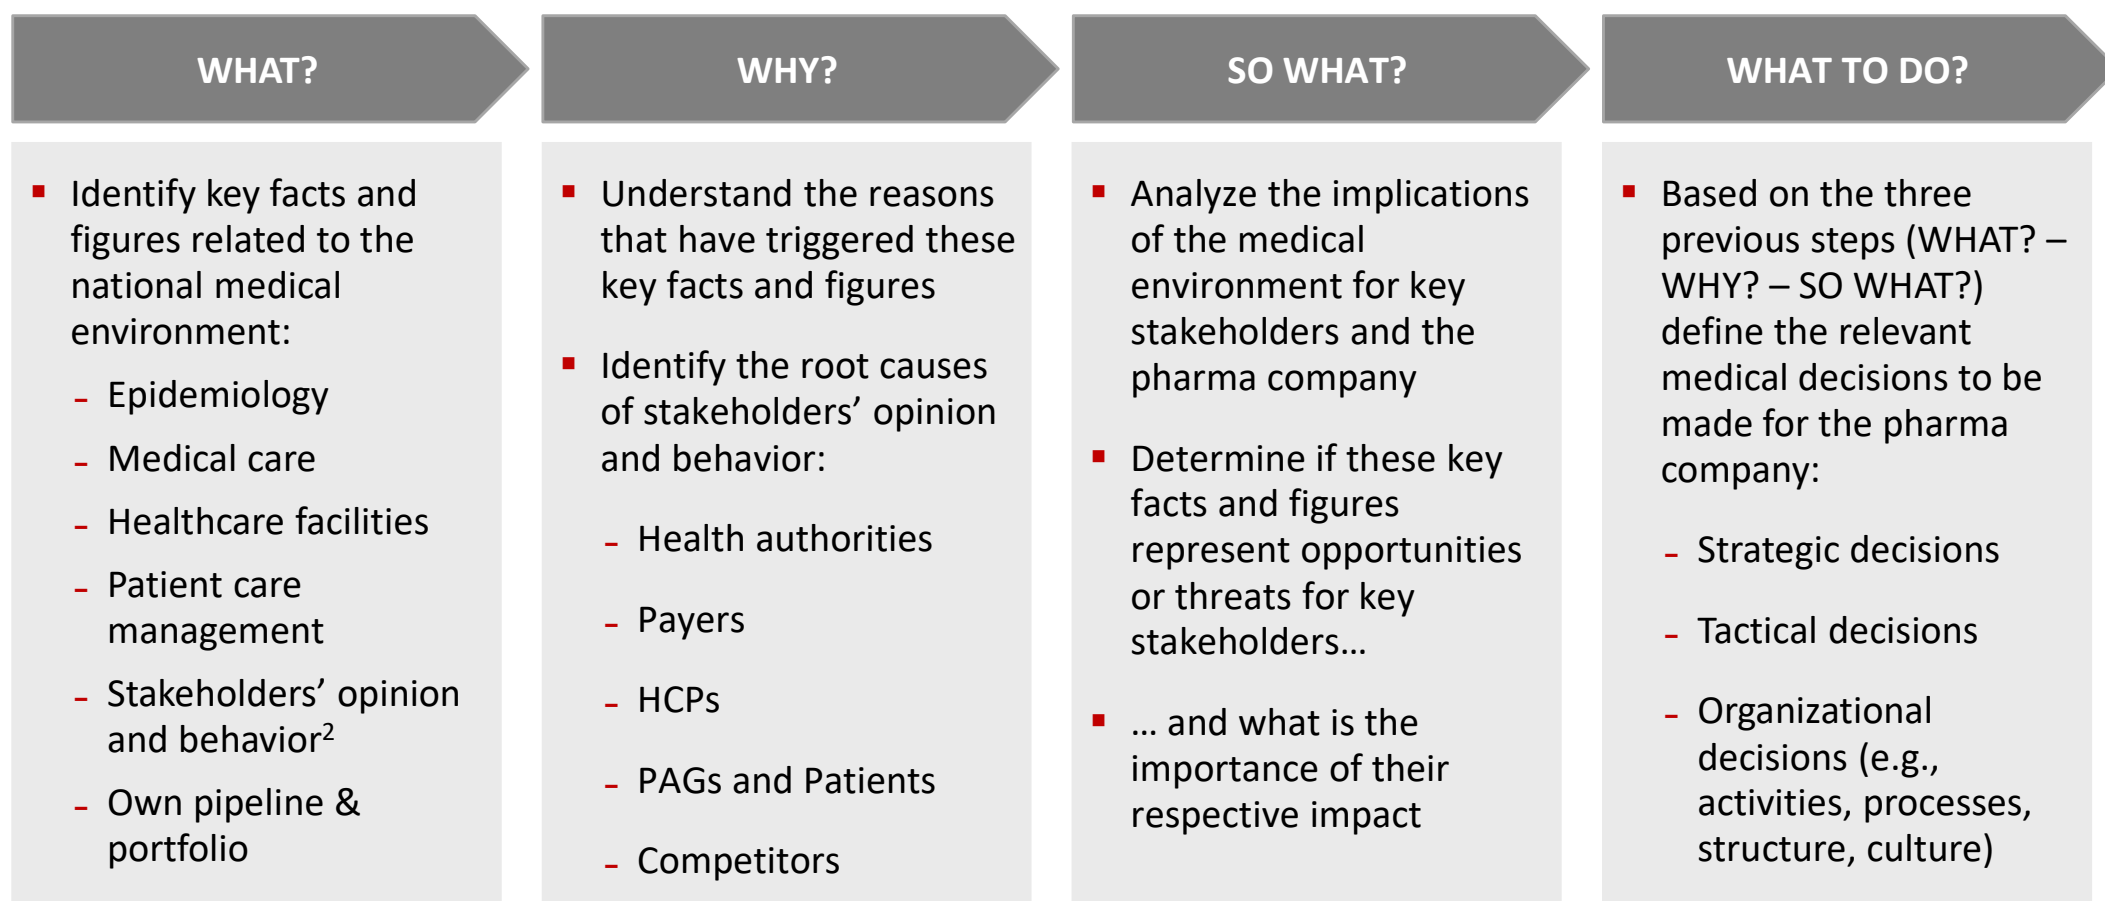 WHAT?
▪ Identify key facts and
figures related to the
national medical
environment:
- Epidemiology
- Medical care
- Healthcare facilities
- Patient care
management
- Stakeholders’ opinion
and behavior²
- Own pipeline &
portfolio
WHY?
▪ Understand the reasons
that have triggered these
key facts and figures
▪ Identify the root causes
of stakeholders’ opinion
and behavior:
- Health authorities
- Payers
- HCPs
- PAGs and Patients
- Competitors
SO WHAT?
▪ Analyze the implications
of the medical
environment for key
stakeholders and the
pharma company
▪ Determine if these key
facts and figures
represent opportunities
or threats for key
stakeholders…
▪ … and what is the
importance of their
respective impact
WHAT TO DO?
▪ Based on the three
previous steps (WHAT? –
WHY? – SO WHAT?)
define the relevant
medical decisions to be
made for the pharma
company:
- Strategic decisions
- Tactical decisions
- Organizational
decisions (e.g.,
activities, processes,
structure, culture)